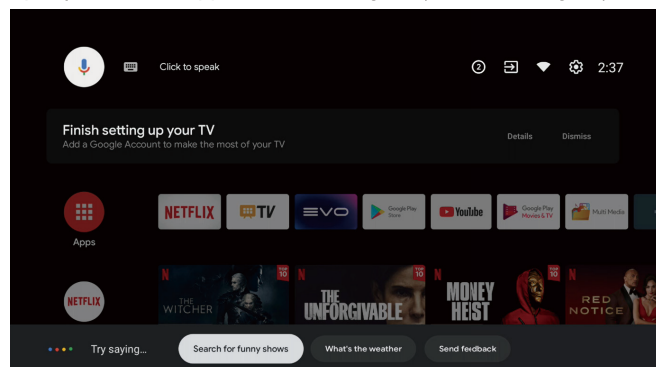 Click to speak
2
2:37
Finish setting up your TV
Add a Google Account to make the most of your TV
Details
Dismiss
NETFLIX
TV
EVO
Google Play
Store
YouTube
Google Play
Movies & TV
Multi Media
Apps
NETFLIX
N
TOP
10
THE
WITCHER
N
TOP
10
THE
UNFORGIVABLE
N
TOP
10
MONEY
HEIST
N
RED
NOTICE
Try saying...
Search for funny shows
What's the weather
Send feedback